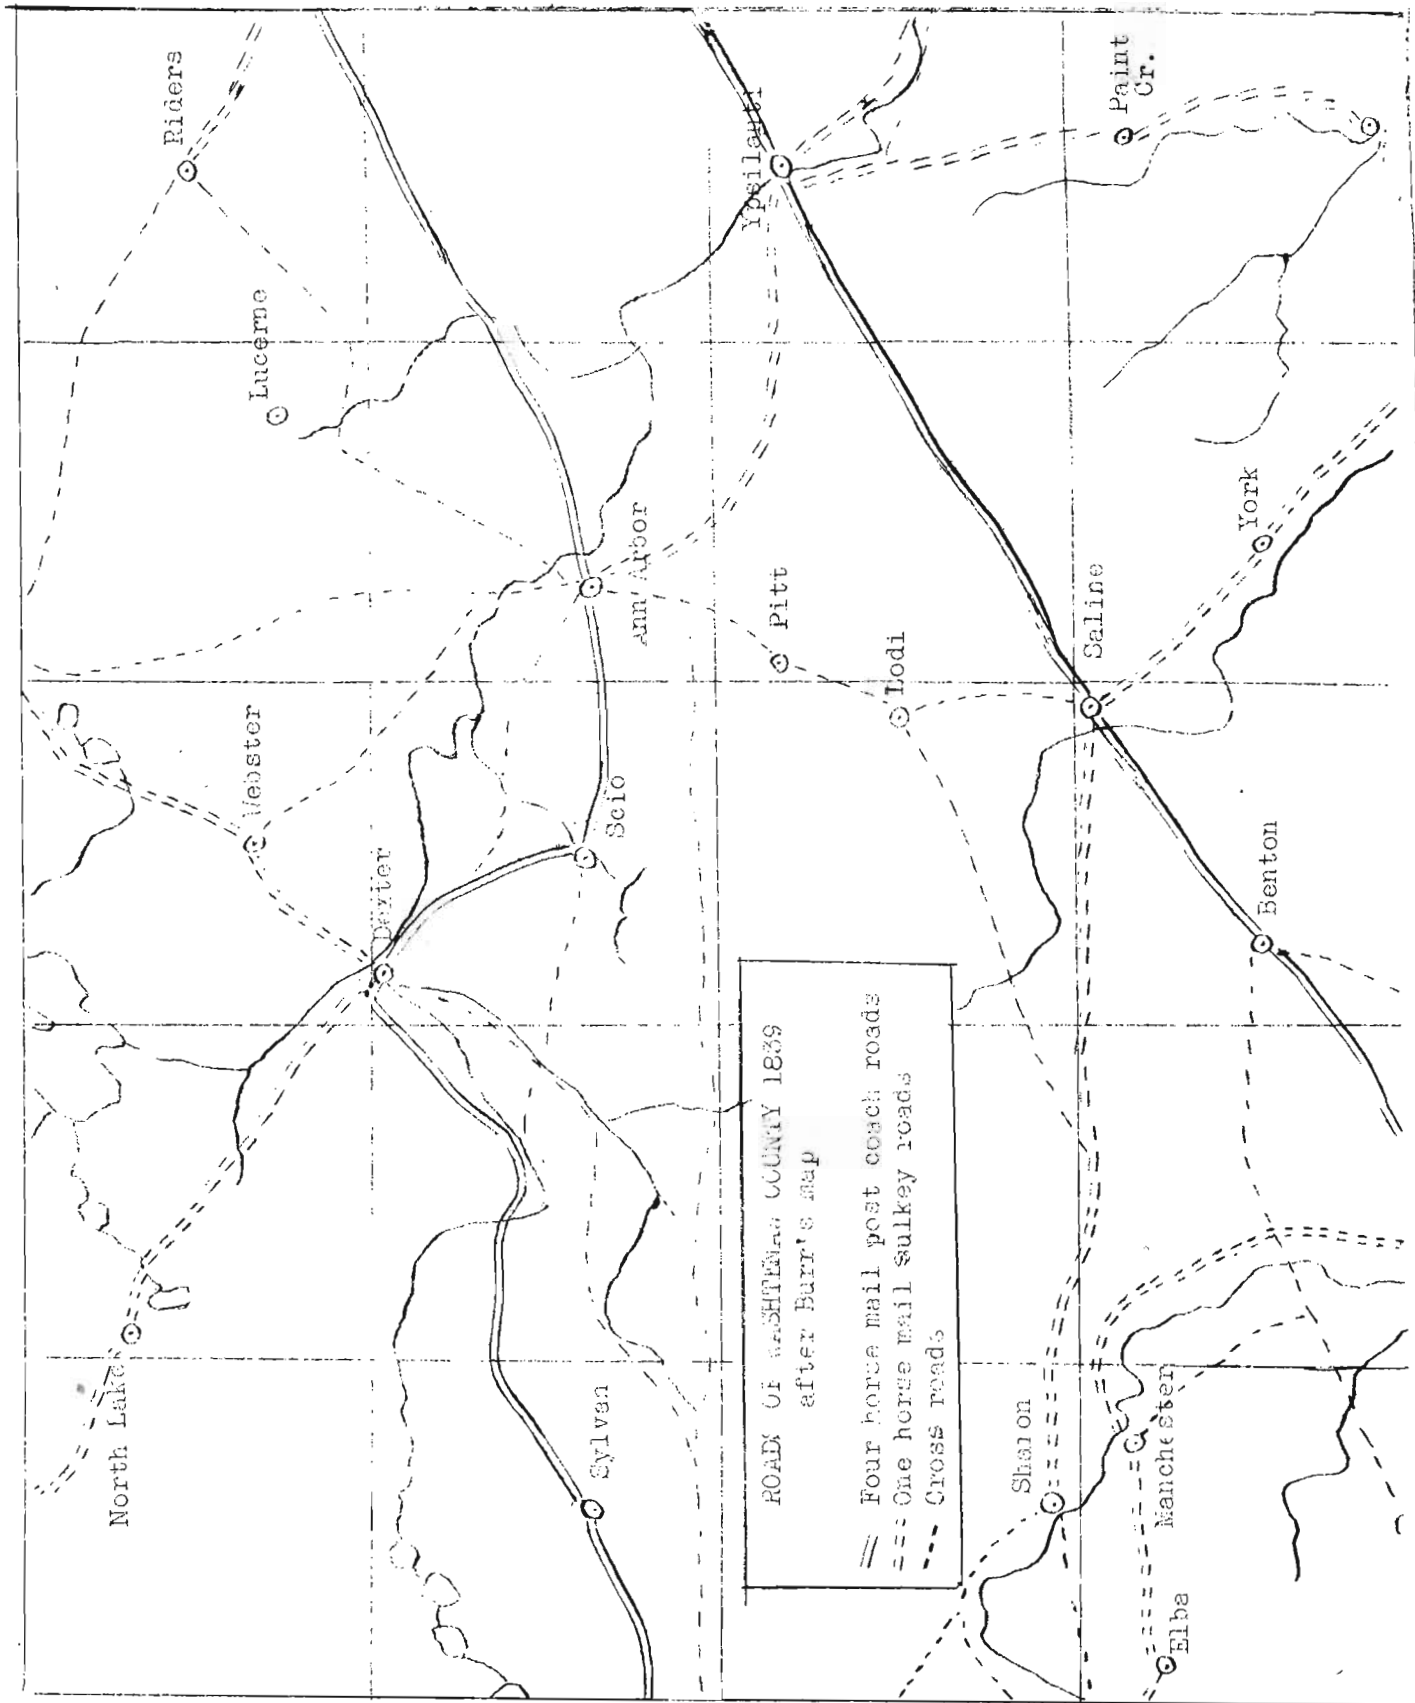 Riders
Lucerne
North Lake
Webster
Dexter
Scio
Sylvan
Ann Arbor
Ypsilanti
Pitt
Lodi
Saline
York
Paint
Cr.
Benton
Sharon
Manchester
Elba
ROADS OF WASHTENAW COUNTY 1839
after Burr's map
Four horse mail post coach roads
One horse mail sulkey roads
Cross roads